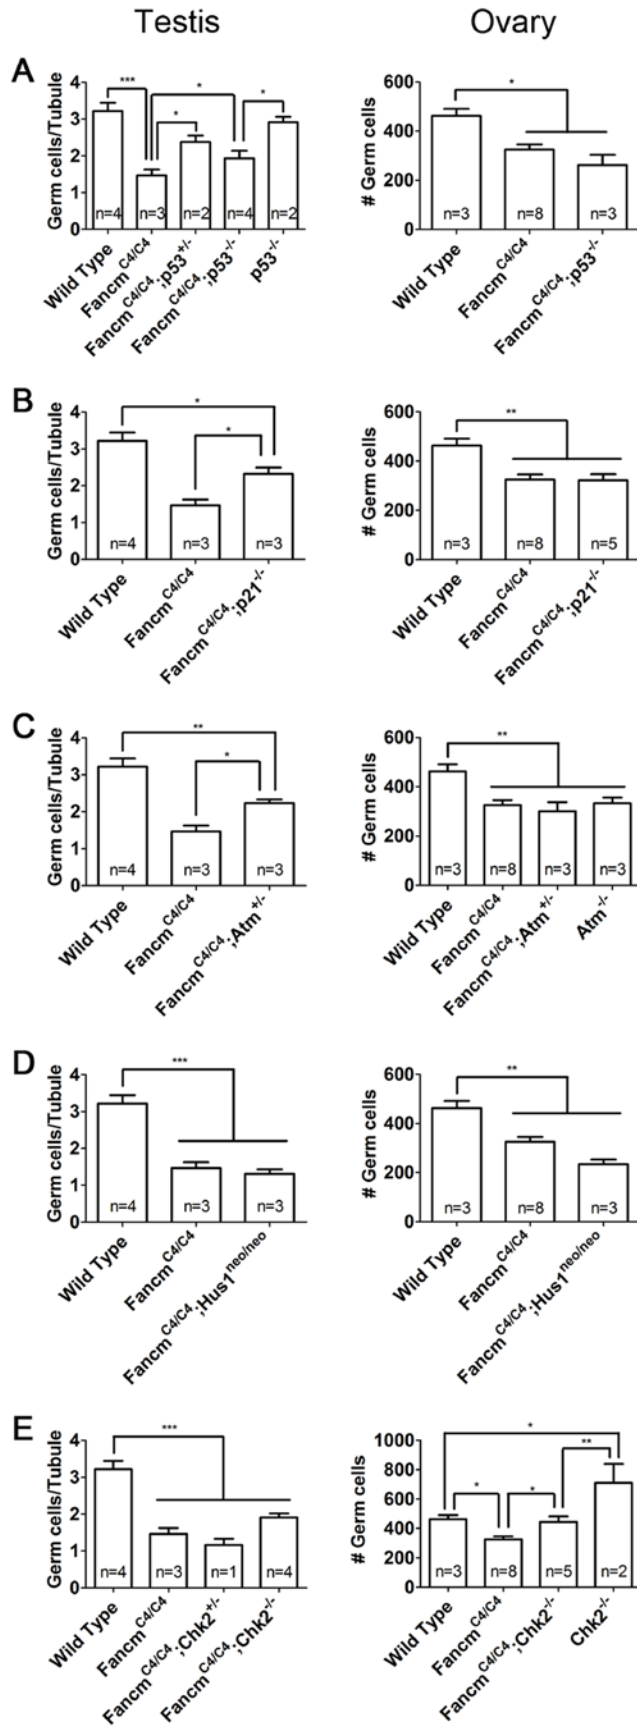 Testis
Ovary
A
Germ cells/Tubule
4
3
2
1
0
***
*
*
*
n=4
n=3
n=2
n=4
n=2
Wild Type
Fancm^C4/C4
Fancm^C4/C4;p53^+/-
Fancm^C4/C4;p53^-/-
p53^-/-
# Germ cells
600
400
200
0
*
n=3
n=8
n=3
Wild Type
Fancm^C4/C4
Fancm^C4/C4;p53^-/-
B
Germ cells/Tubule
4
3
2
1
0
*
*
n=4
n=3
n=3
Wild Type
Fancm^C4/C4
Fancm^C4/C4;p21^-/-
# Germ cells
600
400
200
0
**
n=3
n=8
n=5
Wild Type
Fancm^C4/C4
Fancm^C4/C4;p21^-/-
C
Germ cells/Tubule
4
3
2
1
0
**
*
n=4
n=3
n=3
Wild Type
Fancm^C4/C4
Fancm^C4/C4;Atm^+/-
# Germ cells
600
400
200
0
**
n=3
n=8
n=3
n=3
Wild Type
Fancm^C4/C4
Fancm^C4/C4;Atm^+/-
Atm^-/-
D
Germ cells/Tubule
4
3
2
1
0
***
n=4
n=3
n=3
Wild Type
Fancm^C4/C4
Fancm^C4/C4;Hus1^neo/neo
# Germ cells
600
400
200
0
**
n=3
n=8
n=3
Wild Type
Fancm^C4/C4
Fancm^C4/C4;Hus1^neo/neo
E
Germ cells/Tubule
4
3
2
1
0
***
n=4
n=3
n=1
n=4
Wild Type
Fancm^C4/C4
Fancm^C4/C4;Chk2^+/-
Fancm^C4/C4;Chk2^-/-
# Germ cells
1000
800
600
400
200
0
*
**
*
*
n=3
n=8
n=5
n=2
Wild Type
Fancm^C4/C4
Fancm^C4/C4;Chk2^-/-
Chk2^-/-